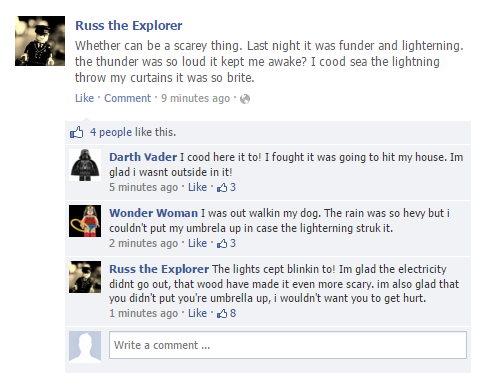 Russ the Explorer
Whether can be a scarey thing. Last night it was funder and lighterning.
the thunder was so loud it kept me awake? I cood sea the lightning
throw my curtains it was so brite.
Like · Comment · 9 minutes ago ·
4 people like this.
Darth Vader I cood here it to! I fought it was going to hit my house. Im
glad i wasnt outside in it!
5 minutes ago · Like · 3
Wonder Woman I was out walkin my dog. The rain was so hevy but i
couldn't put my umbrela up in case the lighterning struk it.
2 minutes ago · Like · 3
Russ the Explorer The lights cept blinkin to! Im glad the electricity
didnt go out, that wood have made it even more scary. im also glad that
you didn't put you're umbrella up, i wouldn't want you to get hurt.
1 minutes ago · Like · 8
Write a comment ...